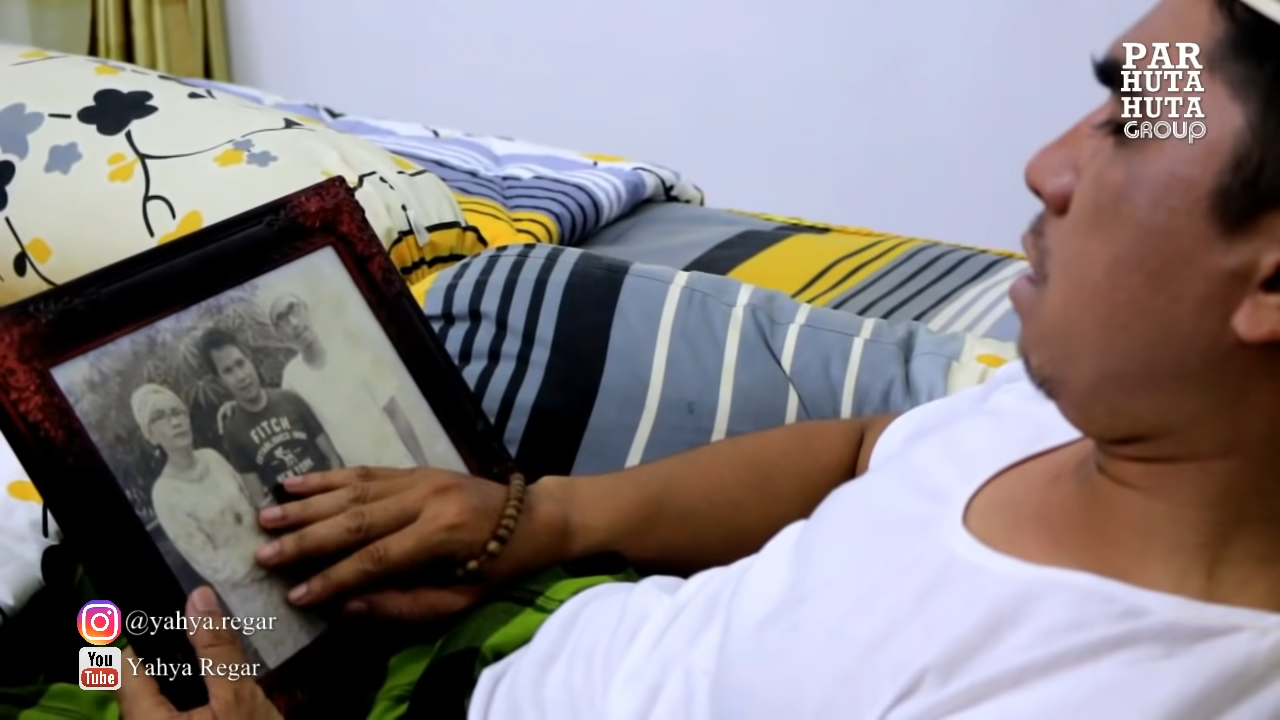 PAR
HUTA
HUTA
GROUP
FITCH
@yahya.regar
You
Tube
Yahya Regar